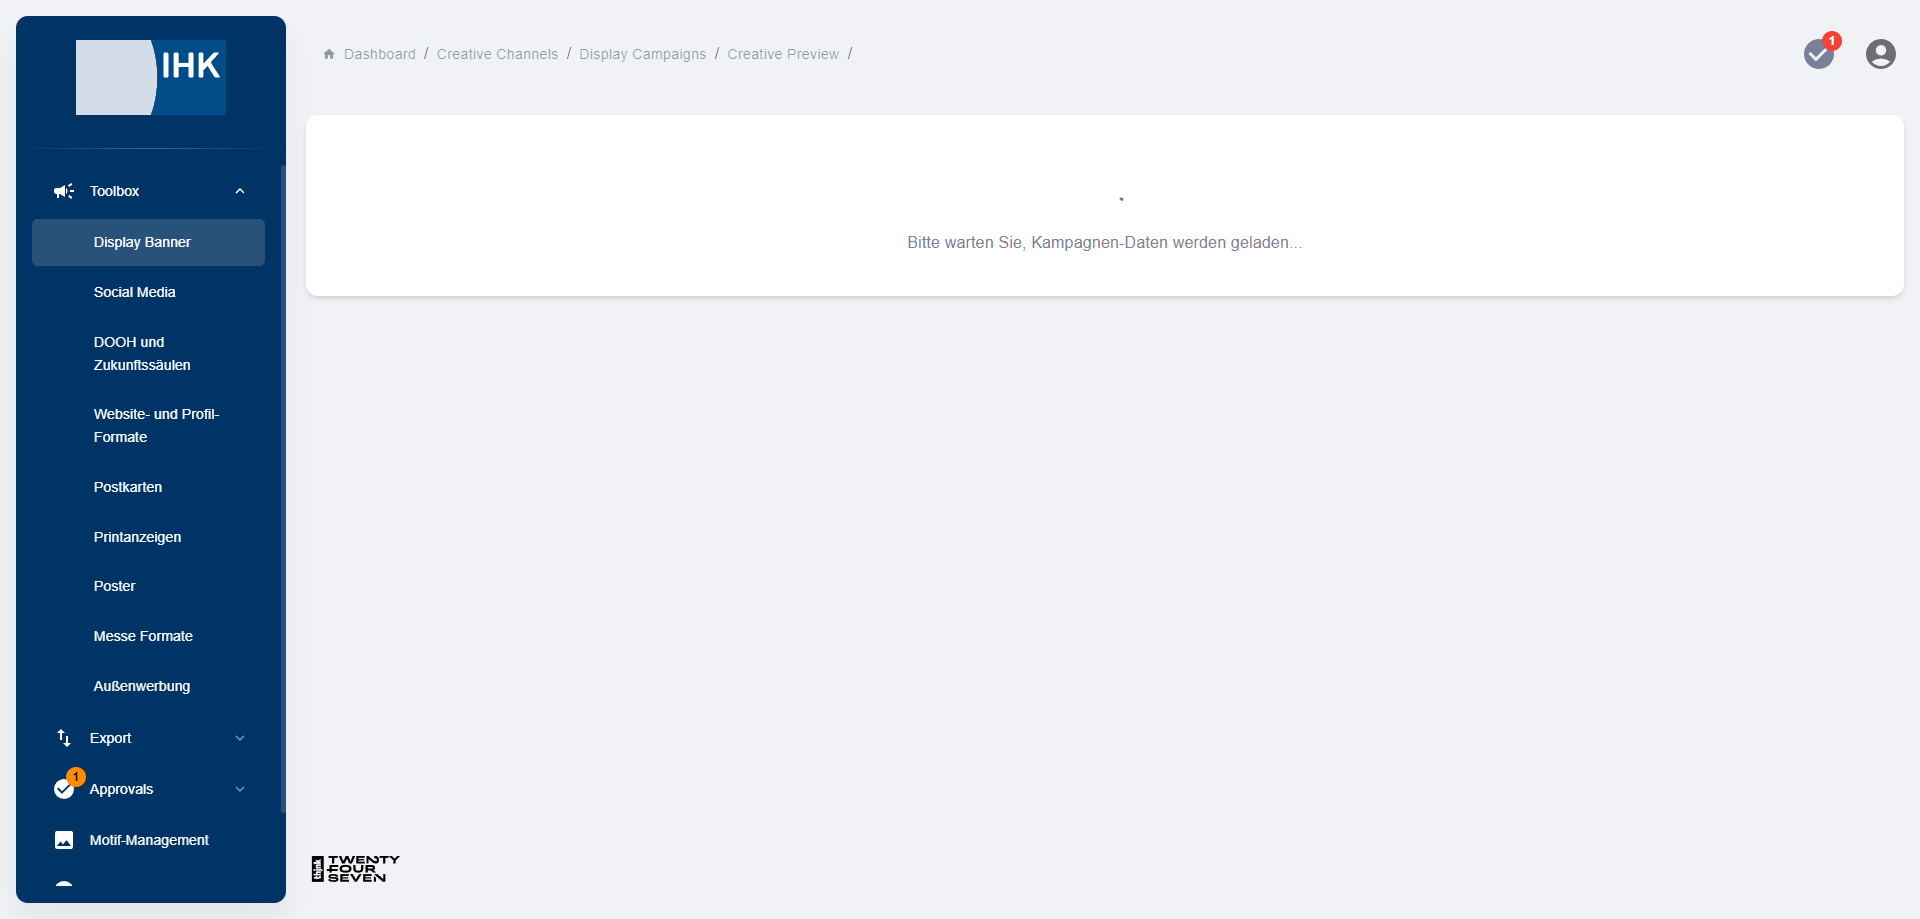 IHK
Dashboard / Creative Channels / Display Campaigns / Creative Preview /
1
Toolbox
Display Banner
Social Media
DOOH und
Zukunftssäulen
Website- und Profil-
Formate
Postkarten
Printanzeigen
Poster
Messe Formate
Außenwerbung
Export
1
Approvals
Motif-Management
Bitte warten Sie, Kampagnen-Daten werden geladen...
think
TWENTY
FOUR
SEVEN